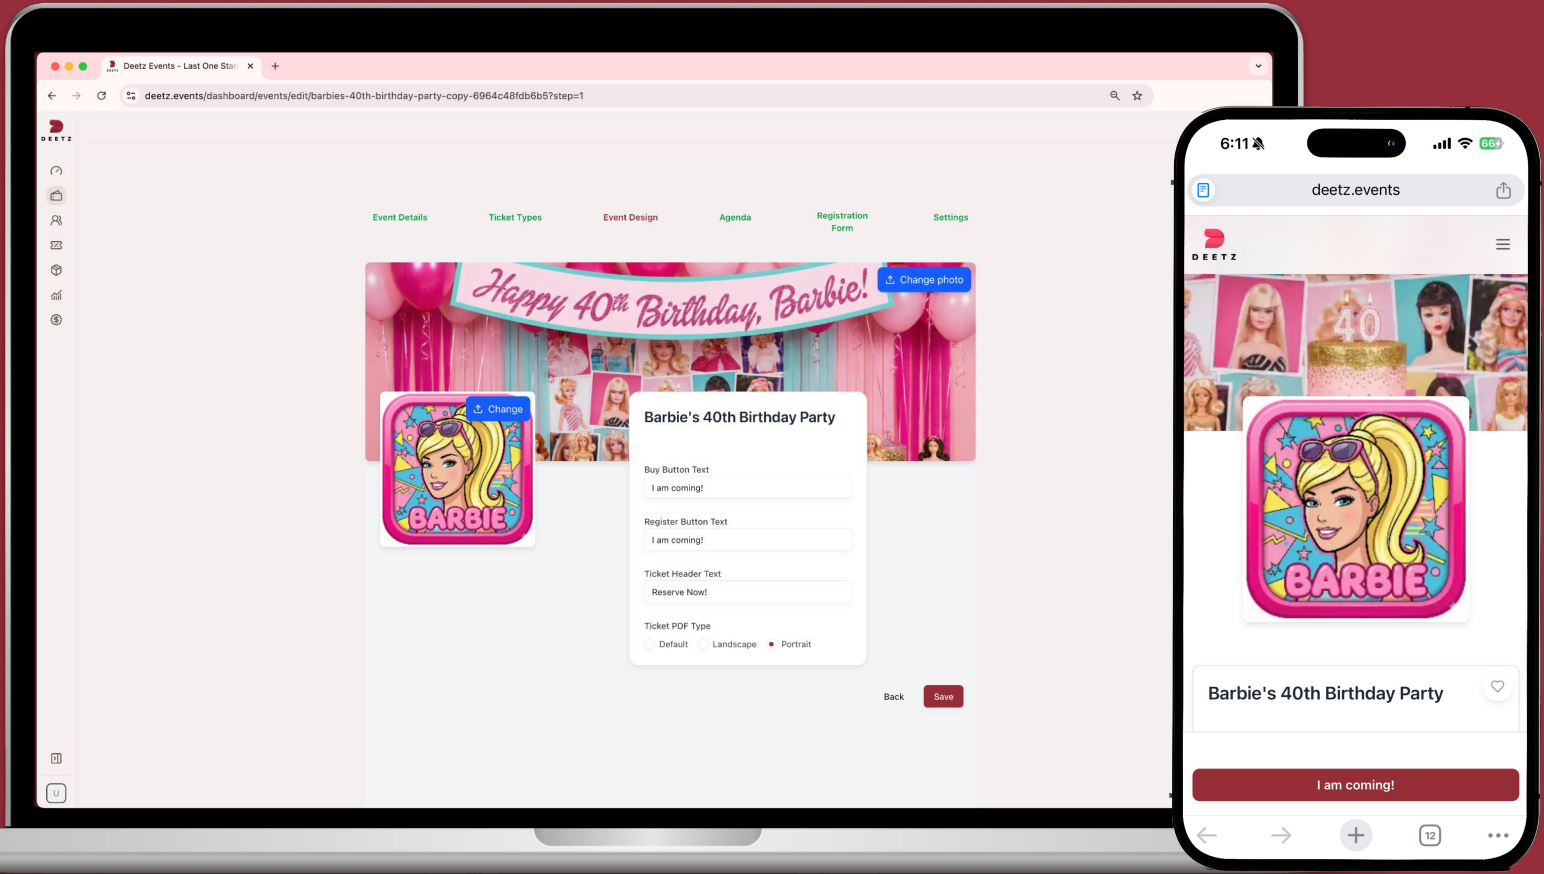 Deetz Events - Last One Stan
deetz.events/dashboard/events/edit/barbies-40th-birthday-party-copy-6964c48fdb6b5?step=1
DEETZ
Event Details
Ticket Types
Event Design
Agenda
Registration
Form
Settings
Happy 40th Birthday, Barbie!
Change photo
Change
BARBIE
Barbie's 40th Birthday Party
Buy Button Text
I am coming!
Register Button Text
I am coming!
Ticket Header Text
Reserve Now!
Ticket PDF Type
Default Landscape Portrait
Back
Save
U
6:11
66
deetz.events
DEETZ
40
BARBIE
Barbie's 40th Birthday Party
I am coming!
12